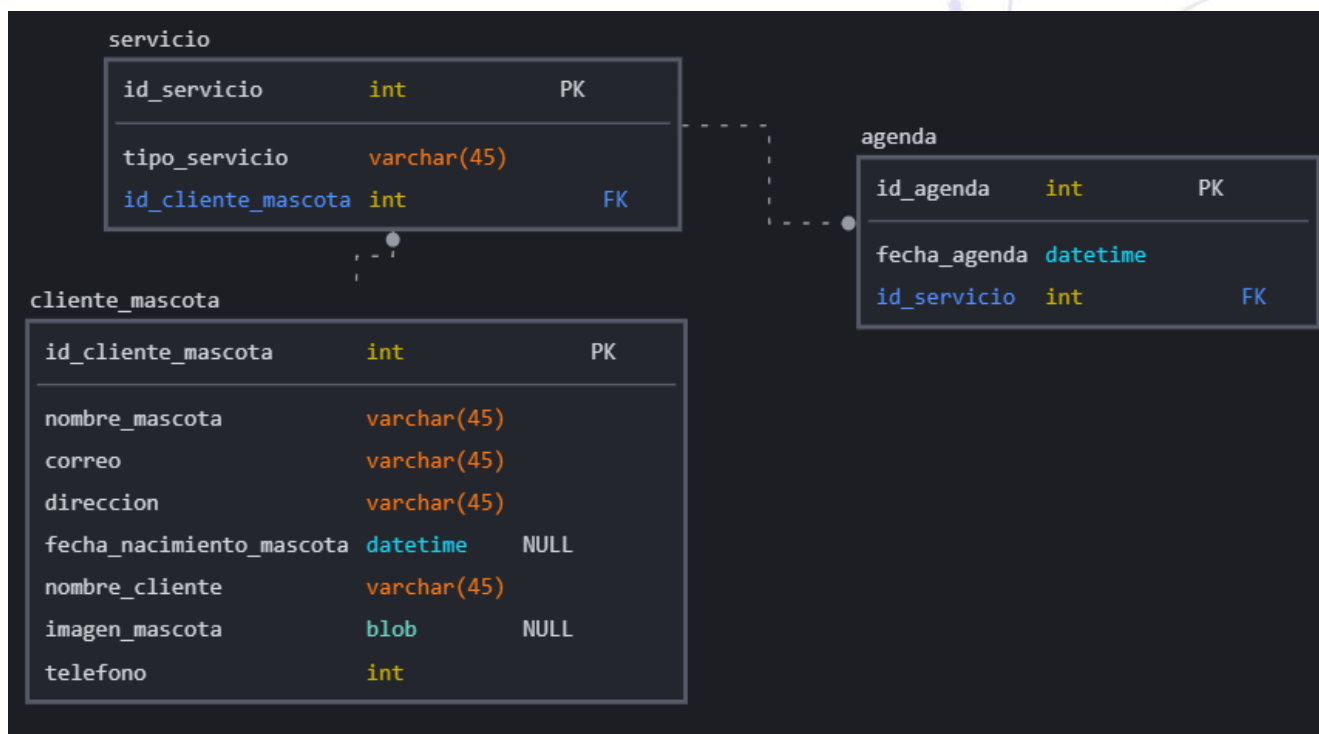 servicio
id_servicio int PK
tipo_servicio varchar(45)
id_cliente_mascota int FK
agenda
id_agenda int PK
fecha_agenda datetime
id_servicio int FK
cliente_mascota
id_cliente_mascota int PK
nombre_mascota varchar(45)
correo varchar(45)
direccion varchar(45)
fecha_nacimiento_mascota datetime NULL
nombre_cliente varchar(45)
imagen_mascota blob NULL
telefono int